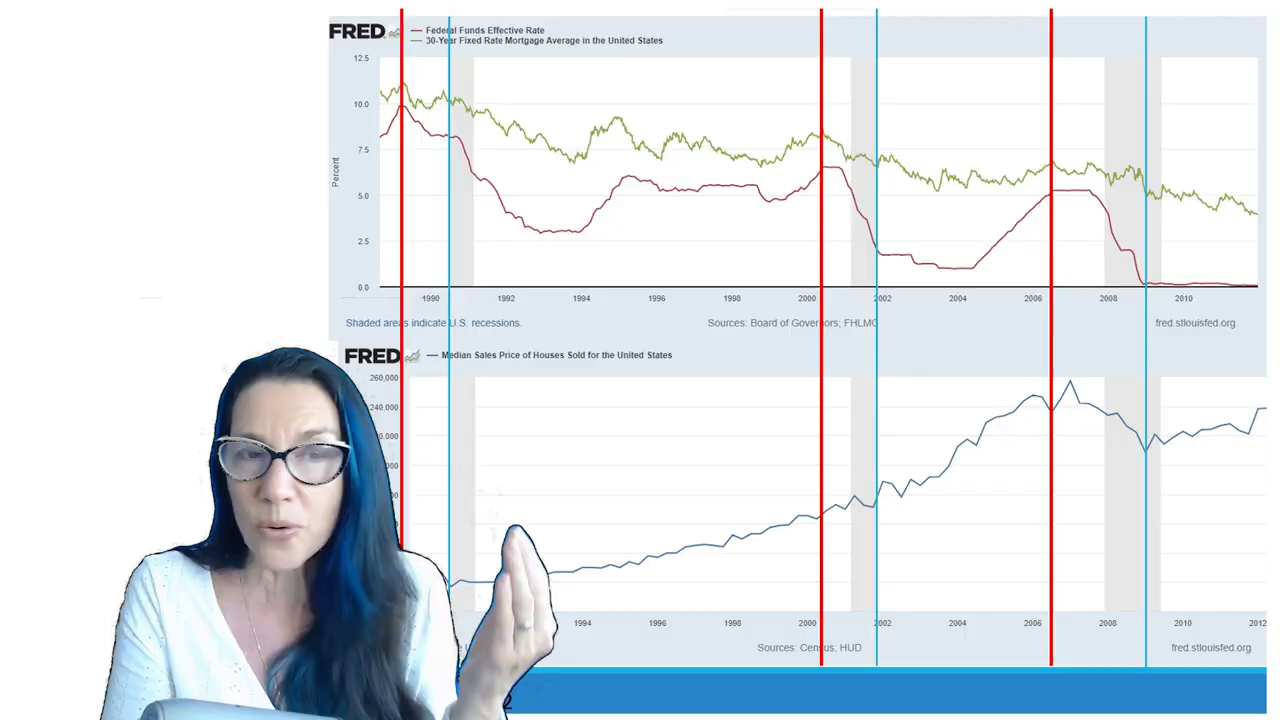 FRED
Federal Funds Effective Rate
30-Year Fixed Rate Mortgage Average in the United States
12.5
10.0
7.5
5.0
2.5
0.0
Percent
1990 1992 1994 1996 1998 2000 2002 2004 2006 2008 2010
Shaded areas indicate U.S. recessions.
Sources: Board of Governors; FHLMC
fred.stlouisfed.org
FRED
Median Sales Price of Houses Sold for the United States
260,000
240,000
1994 1996 1998 2000 2002 2004 2006 2008 2010 2012
Sources: Census; HUD
fred.stlouisfed.org
2